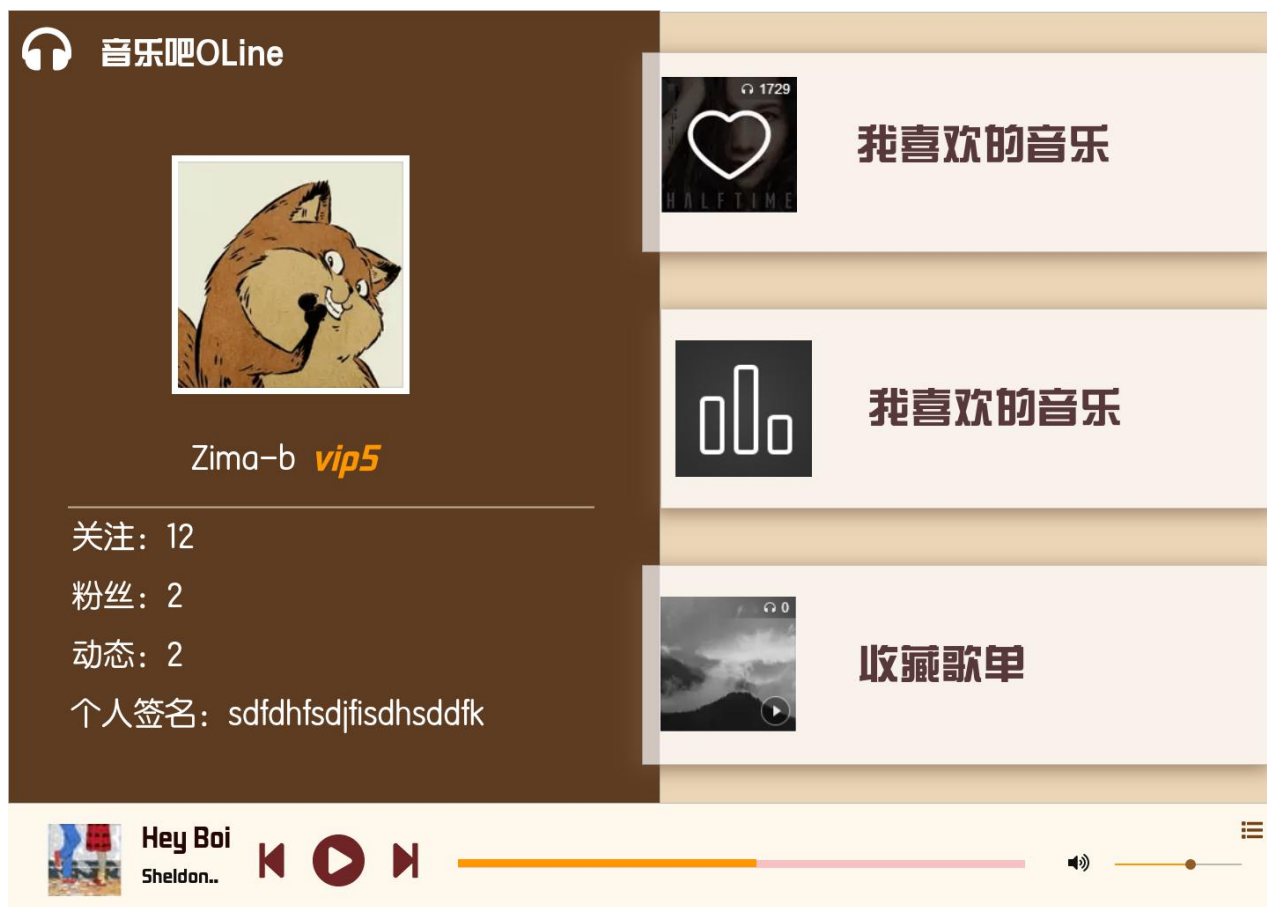 音乐吧OLine
Zima-b vip5
关注：12
粉丝：2
动态：2
个人签名：sdfdhfsdjfisdhsddfk
1729
HALFTIME
我喜欢的音乐
我喜欢的音乐
0
收藏歌单
Hey Boi
Sheldon..